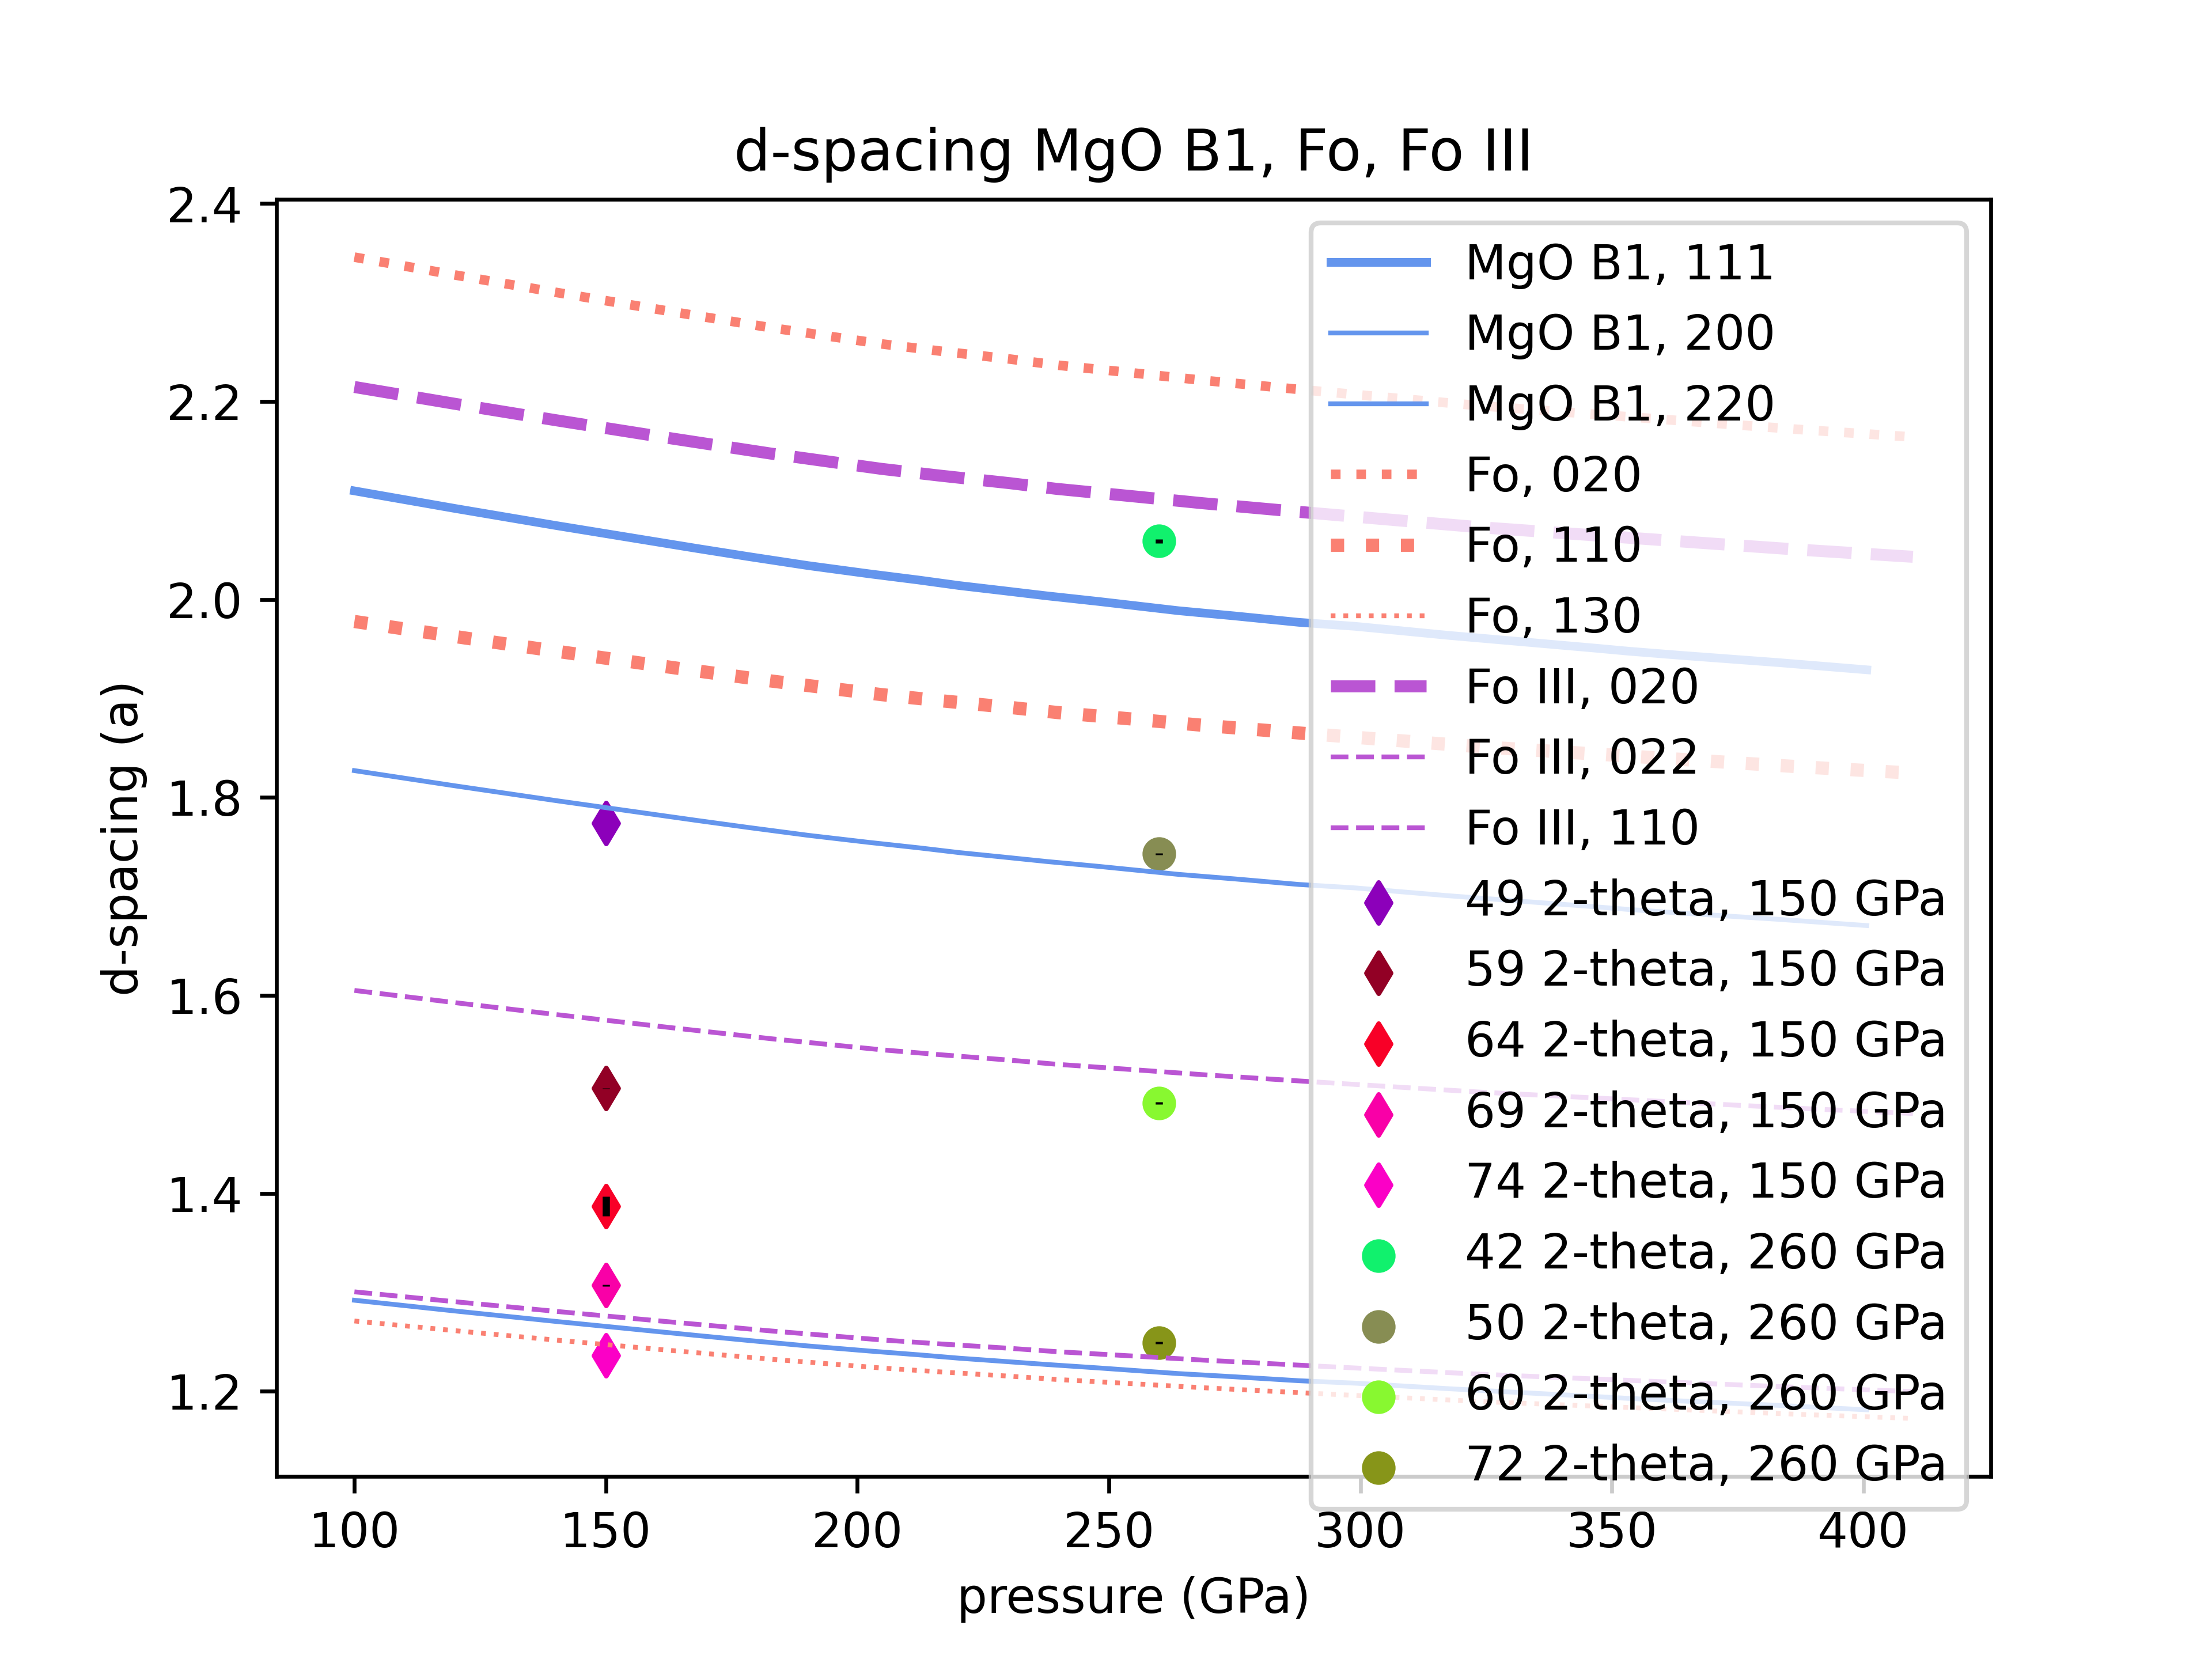 d-spacing MgO B1, Fo, Fo III
2.4
2.2
2.0
1.8
1.6
1.4
1.2
d-spacing (a)
MgO B1, 111
MgO B1, 200
MgO B1, 220
Fo, 020
Fo, 110
Fo, 130
Fo III, 020
Fo III, 022
Fo III, 110
49 2-theta, 150 GPa
59 2-theta, 150 GPa
64 2-theta, 150 GPa
69 2-theta, 150 GPa
74 2-theta, 150 GPa
42 2-theta, 260 GPa
50 2-theta, 260 GPa
60 2-theta, 260 GPa
72 2-theta, 260 GPa
100 150 200 250 300 350 400
pressure (GPa)